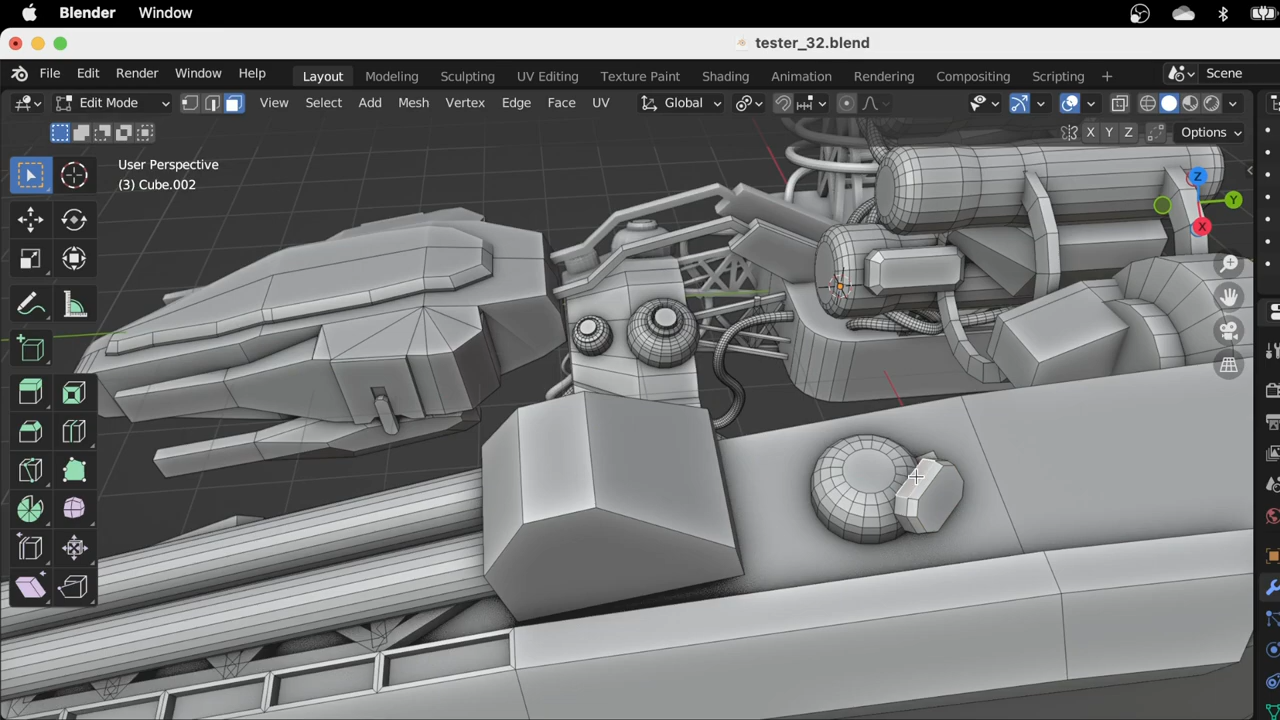 Blender Window
tester_32.blend
File Edit Render Window Help Layout Modeling Sculpting UV Editing Texture Paint Shading Animation Rendering Compositing Scripting + Scene
Edit Mode View Select Add Mesh Vertex Edge Face UV Global
X Y Z Options
User Perspective
(3) Cube.002
Z
Y
X